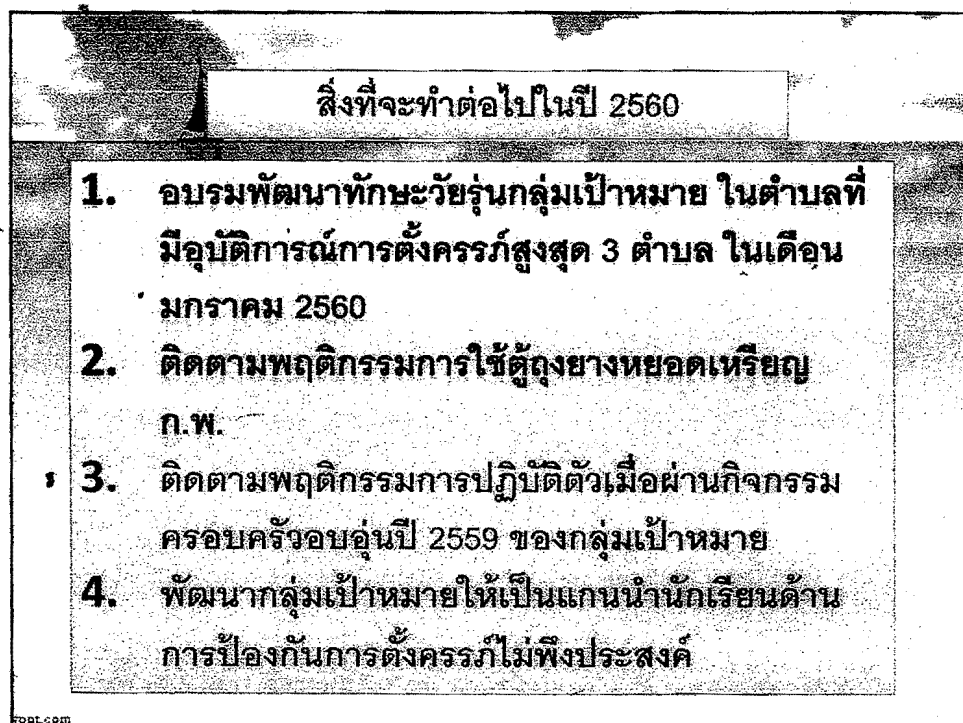 สิ่งที่จะทำต่อไปในปี 2560
1. อบรมพัฒนาทักษะวัยรุ่นกลุ่มเป้าหมาย ในตำบลที่
มีอุบัติการณ์การตั้งครรภ์สูงสุด 3 ตำบล ในเดือน
มกราคม 2560
2. ติดตามพฤติกรรมการใช้ตู้ถุงยางหยอดเหรียญ
ก.พ.
3. ติดตามพฤติกรรมการปฏิบัติตัวเมื่อผ่านกิจกรรม
ครอบครัวอบอุ่นปี 2559 ของกลุ่มเป้าหมาย
4. พัฒนากลุ่มเป้าหมายให้เป็นแกนนำนักเรียนด้าน
การป้องกันการตั้งครรภ์ไม่พึงประสงค์